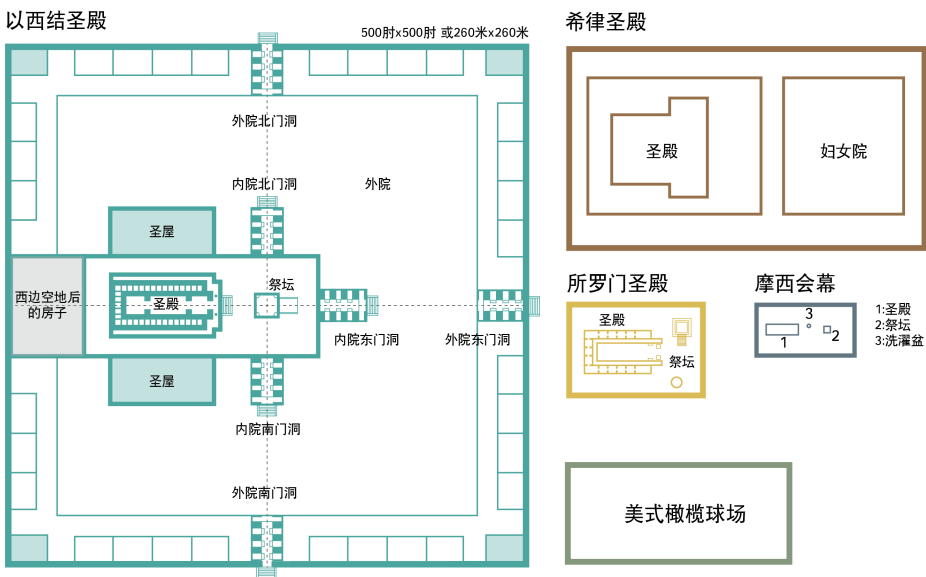 以西结圣殿
500肘x500肘 或260米x260米
外院北门洞
内院北门洞
外院
圣屋
西边空地后
的房子
圣殿
祭坛
内院东门洞
外院东门洞
圣屋
内院南门洞
外院南门洞
希律圣殿
圣殿
妇女院
所罗门圣殿
圣殿
祭坛
摩西会幕
3
1
2
1:圣殿
2:祭坛
3:洗濯盆
美式橄榄球场